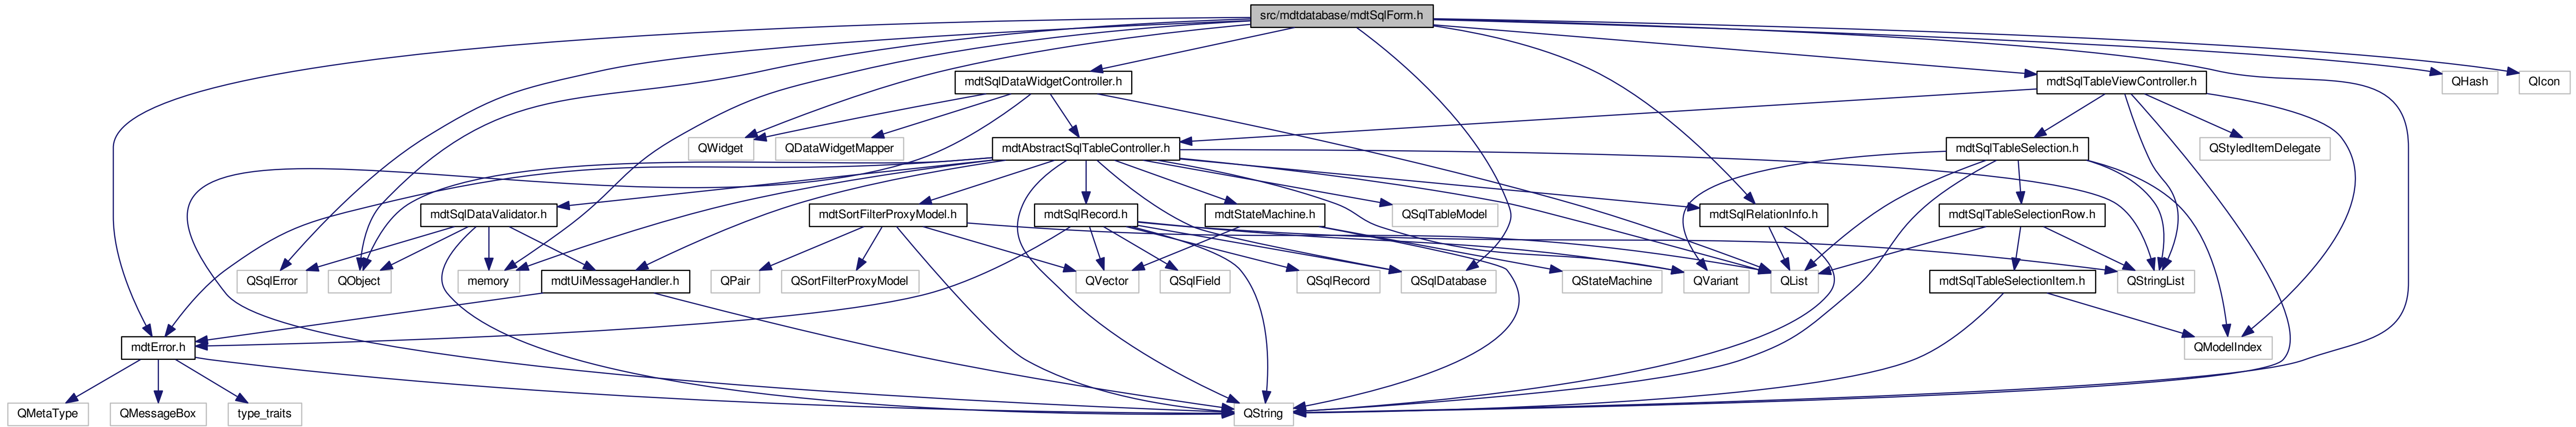 src/mdtdatabase/mdtSqlForm.h
mdtSqlDataWidgetController.h
mdtSqlTableViewController.h
QHash
QIcon
QWidget
QDataWidgetMapper
mdtAbstractSqlTableController.h
mdtSqlTableSelection.h
QStyledItemDelegate
mdtSqlDataValidator.h
mdtSortFilterProxyModel.h
mdtSqlRecord.h
mdtStateMachine.h
QSqlTableModel
mdtSqlRelationInfo.h
mdtSqlTableSelectionRow.h
QSqlError
QObject
memory
mdtUiMessageHandler.h
QPair
QSortFilterProxyModel
QVector
QSqlField
QSqlRecord
QSqlDatabase
QStateMachine
QVariant
QList
mdtSqlTableSelectionItem.h
QStringList
mdtError.h
QModelIndex
QMetaType
QMessageBox
type_traits
QString